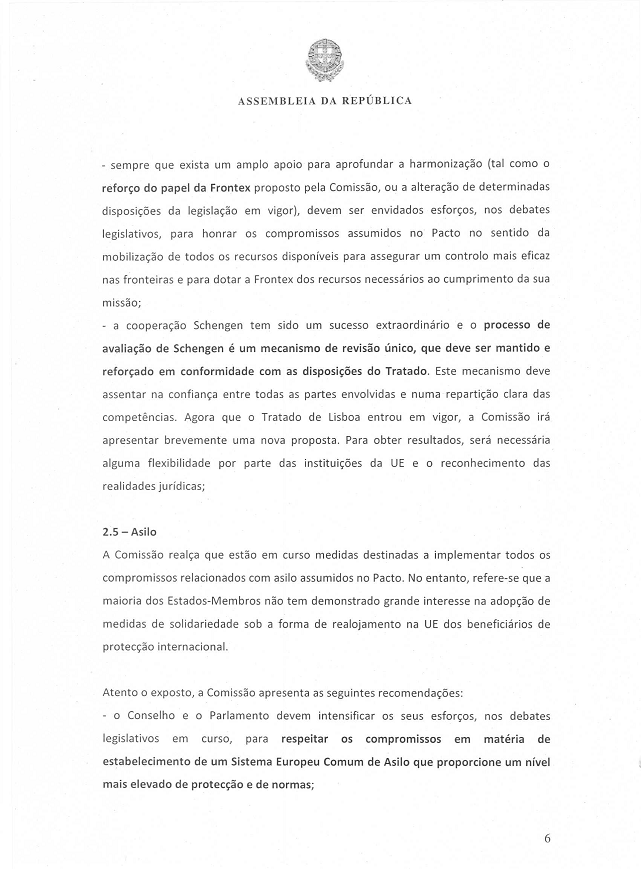 ASSEMBLEIA DA REPÚBLICA
- sempre que exista um amplo apoio para aprofundar a harmonização (tal como o
reforço do papel da Frontex proposto pela Comissão, ou a alteração de determinadas
disposições da legislação em vigor), devem ser envidados esforços, nos debates
legislativos, para honrar os compromissos assumidos no Pacto no sentido da
mobilização de todos os recursos disponíveis para assegurar um controlo mais eficaz
nas fronteiras e para dotar a Frontex dos recursos necessários ao cumprimento da sua
missão;
- a cooperação Schengen tem sido um sucesso extraordinário e o processo de
avaliação de Schengen é um mecanismo de revisão único, que deve ser mantido e
reforçado em conformidade com as disposições do Tratado. Este mecanismo deve
assentar na confiança entre todas as partes envolvidas e numa repartição clara das
competências. Agora que o Tratado de Lisboa entrou em vigor, a Comissão irá
apresentar brevemente uma nova proposta. Para obter resultados, será necessária
alguma flexibilidade por parte das instituições da UE e o reconhecimento das
realidades jurídicas;
2.5 – Asilo
A Comissão realça que estão em curso medidas destinadas a implementar todos os
compromissos relacionados com asilo assumidos no Pacto. No entanto, refere-se que a
maioria dos Estados-Membros não tem demonstrado grande interesse na adopção de
medidas de solidariedade sob a forma de realojamento na UE dos beneficiários de
protecção internacional.
Atento o exposto, a Comissão apresenta as seguintes recomendações:
- o Conselho e o Parlamento devem intensificar os seus esforços, nos debates
legislativos em curso, para respeitar os compromissos em matéria de
estabelecimento de um Sistema Europeu Comum de Asilo que proporcione um nível
mais elevado de protecção e de normas;
6